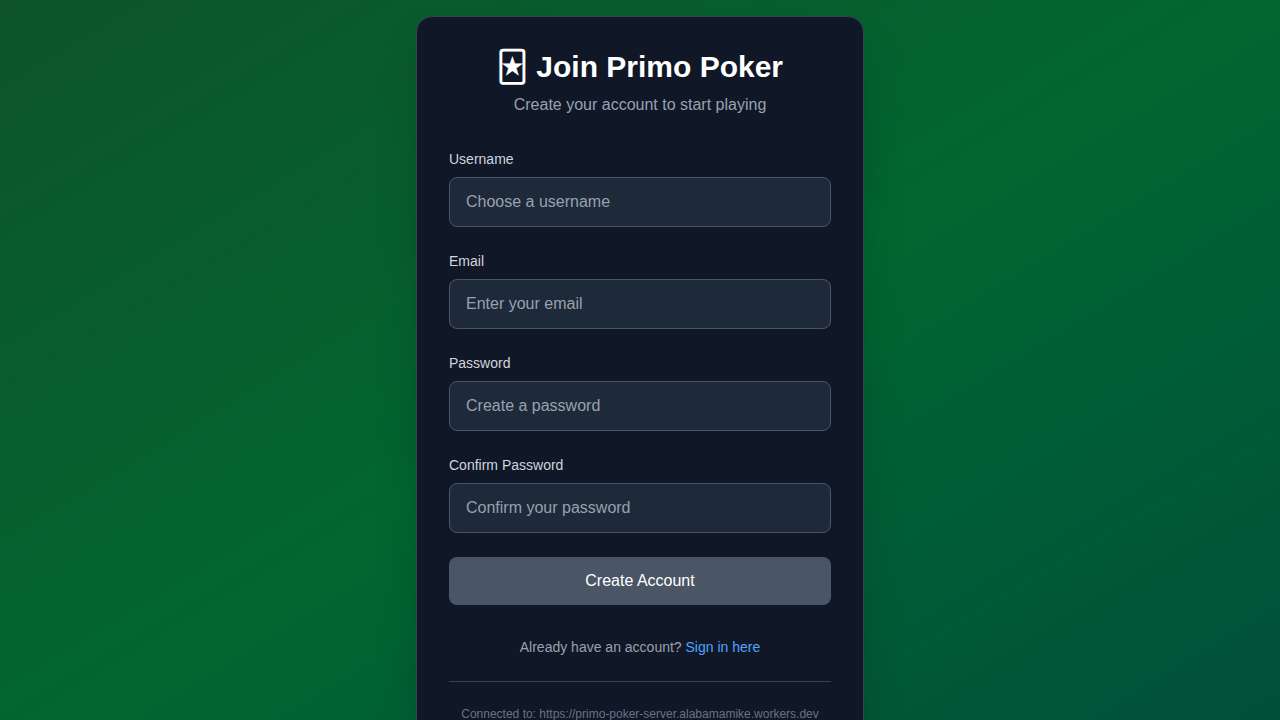 🃏 Join Primo Poker
Create your account to start playing
Username
Choose a username
Email
Enter your email
Password
Create a password
Confirm Password
Confirm your password
Create Account
Already have an account? Sign in here
Connected to: https://primo-poker-server.alabamamike.workers.dev